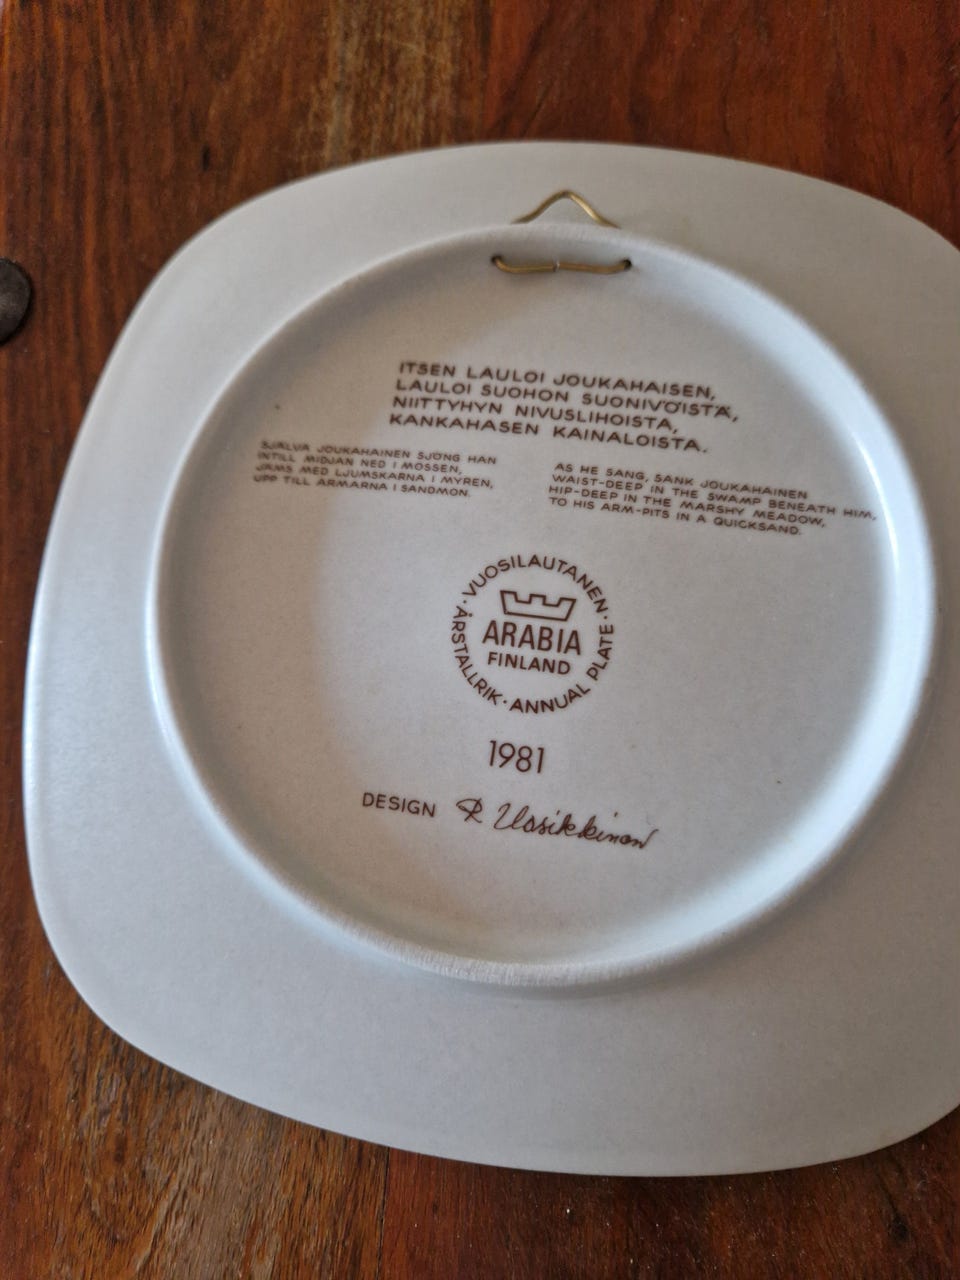 ITSEN LAULOI JOUKAHAISEN,
LAULOI SUOHON SUONIVÖISTÄ,
NIITTYHYN NIVUSLIHOISTA,
KANKAHASEN KAINALOISTA.
SJÄLVA JOUKAHAINEN SJÖNG HAN
INTILL MIDJAN NED I MOSSEN,
JÄMS MED LJUMSKARNA I MYREN,
UPP TILL ARMARNA I SANDMON.
AS HE SANG, SANK JOUKAHAINEN
WAIST-DEEP IN THE SWAMP BENEATH HIM,
HIP-DEEP IN THE MARSHY MEADOW,
TO HIS ARM-PITS IN A QUICKSAND.
· VUOSILAUTANEN · ANNUAL PLATE · ÅRSTALLRIK
ARABIA
FINLAND
1981
DESIGN R Uosikkinen